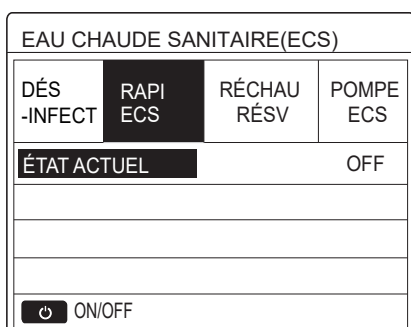 EAU CHAUDE SANITAIRE(ECS)
DÉS
-INFECT
RAPI
ECS
RÉCHAU
RÉSV
POMPE
ECS
ÉTAT ACTUEL OFF
ON/OFF